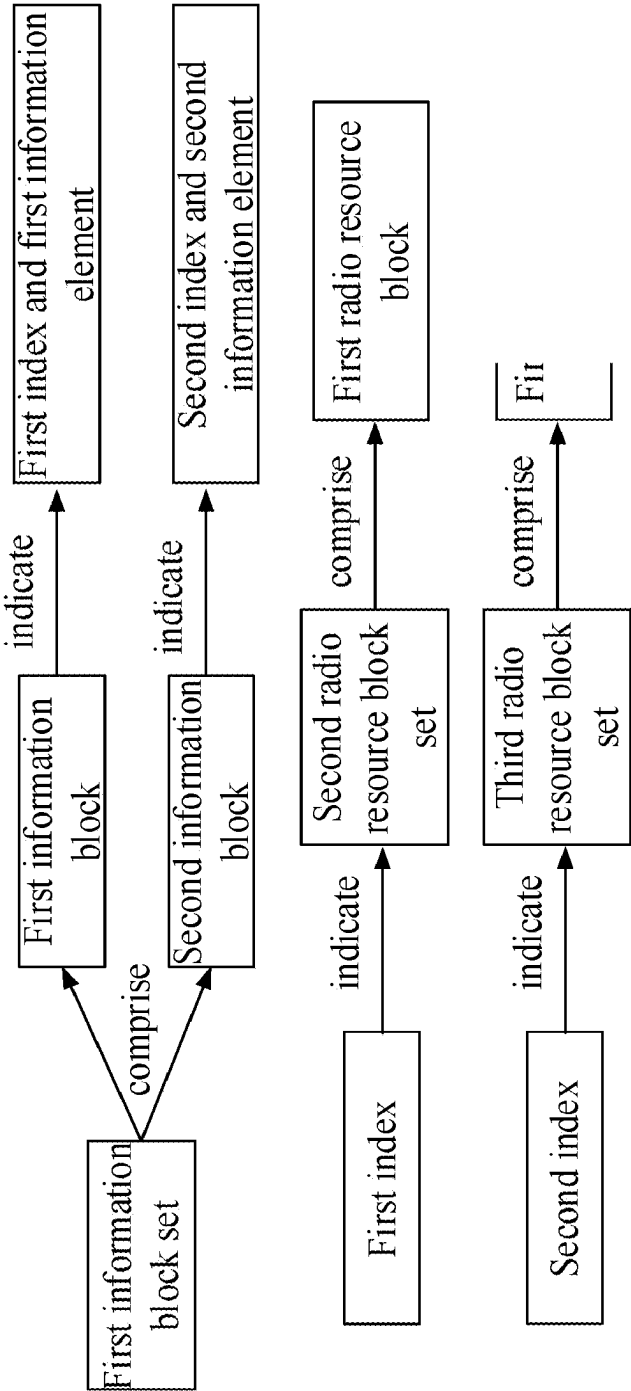 First information
block set
comprise
First information
block
indicate
First index and first information
element
Second information
block
indicate
Second index and second
information element
First index
indicate
Second radio
resource block
set
comprise
First radio resource
block
Second index
indicate
Third radio
resource block
set
comprise